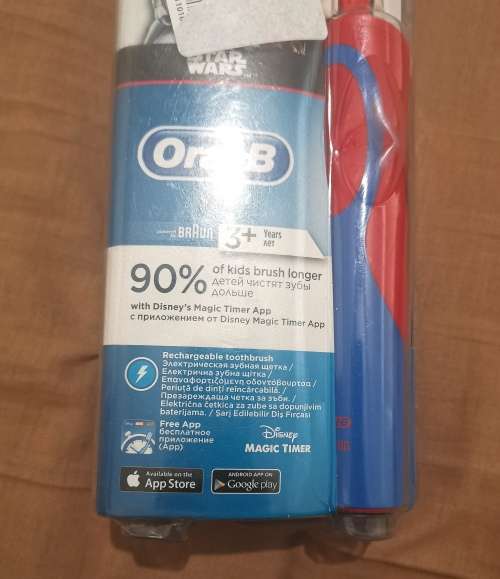 STAR
WARS
Oral-B
powered by BRAUN
3+ Years
лет
90% of kids brush longer
детей чистят зубы
дольше
with Disney's Magic Timer App
с приложением от Disney Magic Timer App
Rechargeable toothbrush
Электрическая зубная щетка /
Електрична зубна щітка /
Επαναφορτιζόμενη οδοντόβουρτσα /
Periuță de dinți reîncărcabilă. /
Презареждаща четка за зъби. /
Električna četkica za zube sa dopunjivim
baterijama. / Şarj Edilebilir Diş Fırçası
Free App
бесплатное
приложение
(App)
Disney
MAGIC TIMER
Available on the
App Store
ANDROID APP ON
Google play